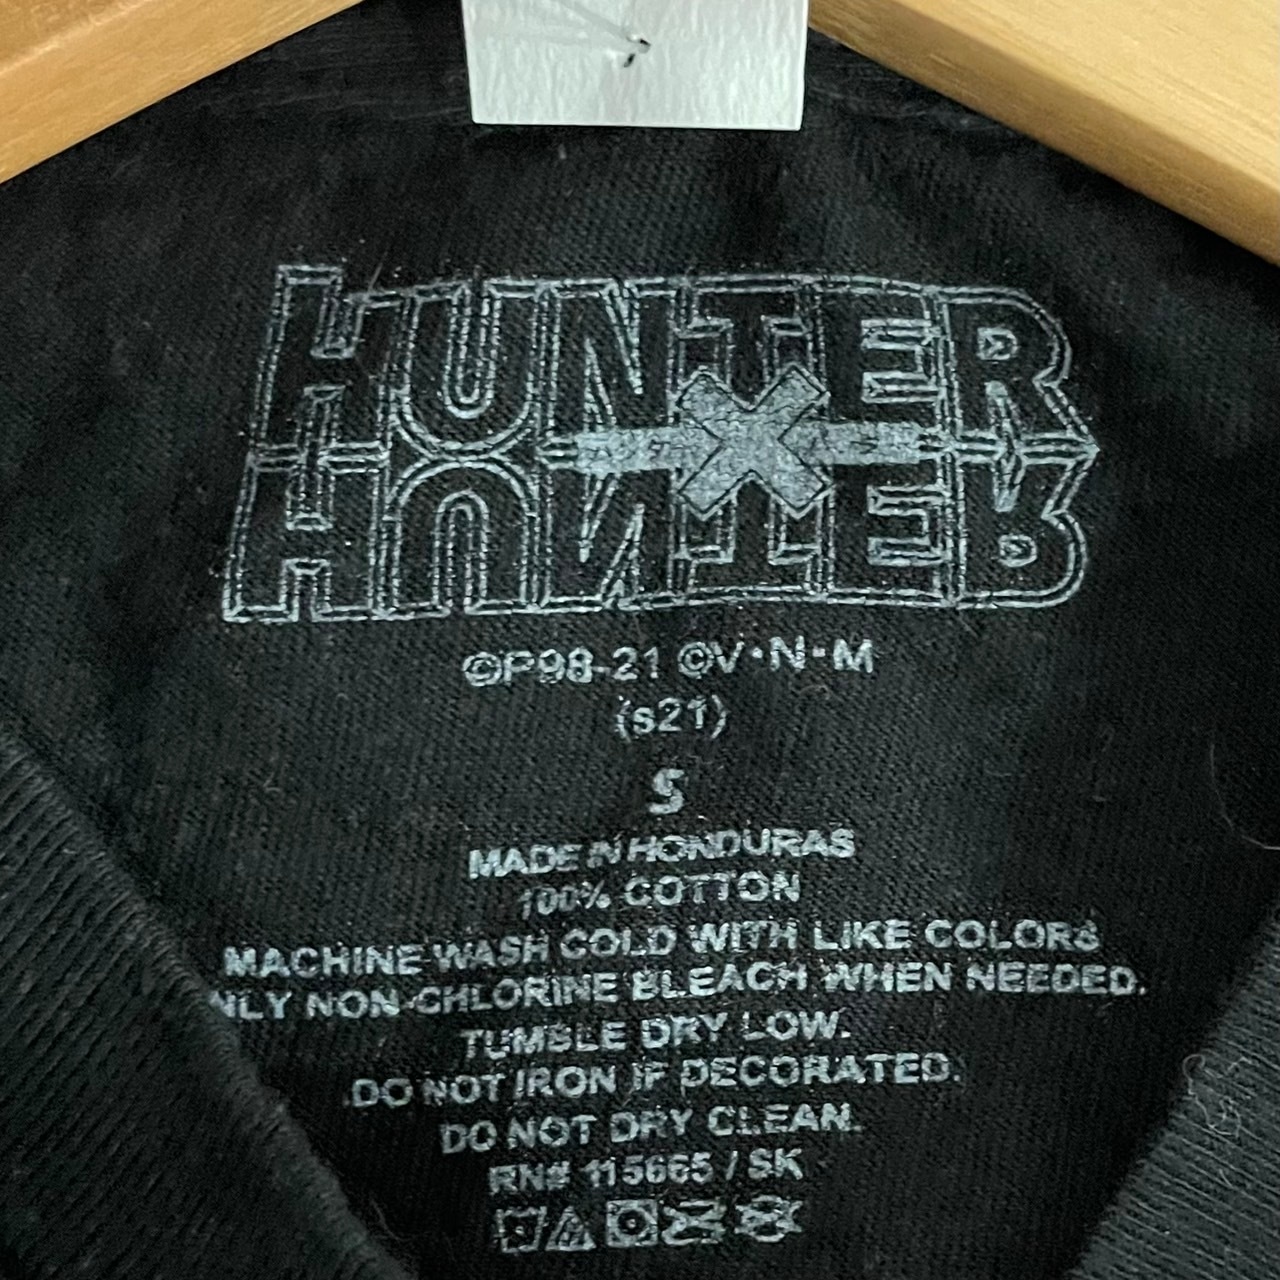 HUNTER
X
HUNTER
©P98-21 ©V·N·M
(s21)
S
MADE IN HONDURAS
100% COTTON
MACHINE WASH COLD WITH LIKE COLORS
NLY NON-CHLORINE BLEACH WHEN NEEDED.
TUMBLE DRY LOW.
DO NOT IRON IF DECORATED.
DO NOT DRY CLEAN.
RN# 115665 / SK